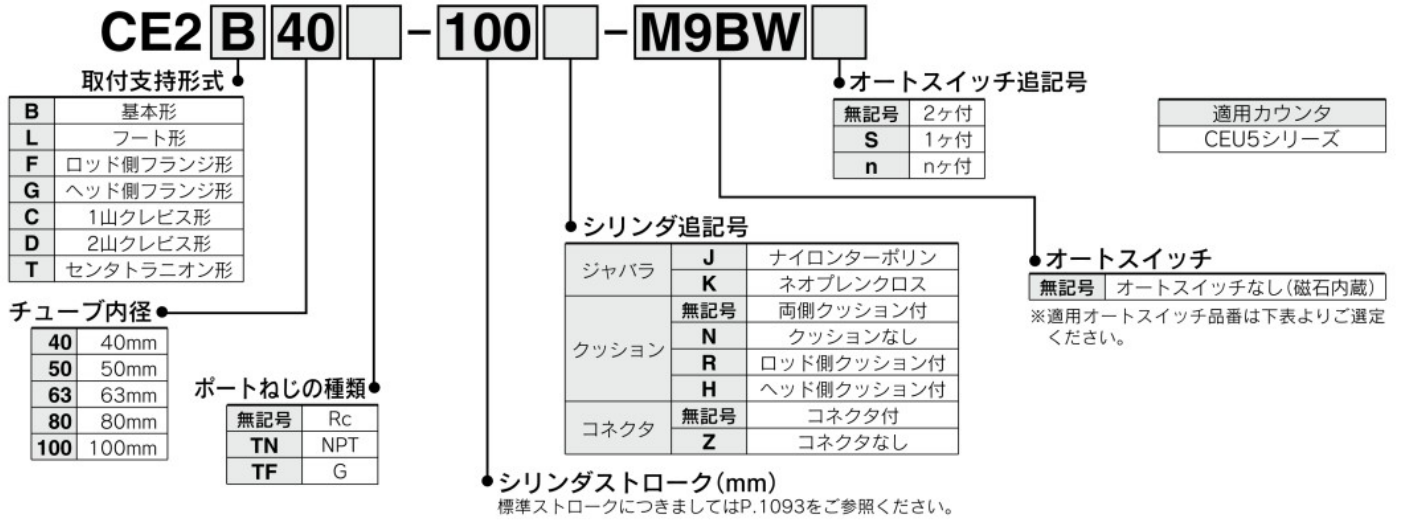 CE2 B 40 - 100 - M9BW
取付支持形式
B 基本形
L フート形
F ロッド側フランジ形
G ヘッド側フランジ形
C 1山クレビス形
D 2山クレビス形
T センタトラニオン形
チューブ内径
40 40mm
50 50mm
63 63mm
80 80mm
100 100mm
ポートねじの種類
無記号 Rc
TN NPT
TF G
シリンダストローク(mm)
標準ストロークにつきましてはP.1093をご参照ください。
シリンダ追記号
ジャバラ
J ナイロンターポリン
K ネオプレンクロス
クッション
無記号 両側クッション付
N クッションなし
R ロッド側クッション付
H ヘッド側クッション付
コネクタ
無記号 コネクタ付
Z コネクタなし
オートスイッチ追記号
無記号 2ヶ付
S 1ヶ付
n nヶ付
適用カウンタ
CEU5シリーズ
オートスイッチ
無記号 オートスイッチなし(磁石内蔵)
※適用オートスイッチ品番は下表よりご選定
ください。